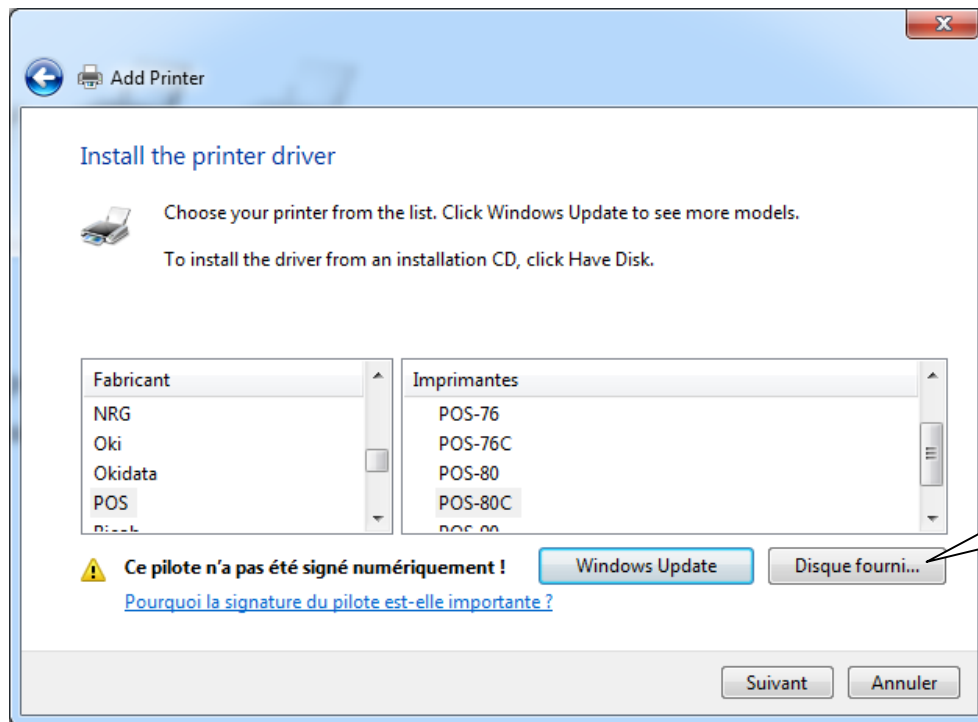 Add Printer
Install the printer driver
Choose your printer from the list. Click Windows Update to see more models.
To install the driver from an installation CD, click Have Disk.
Fabricant
NRG
Oki
Okidata
POS
Imprimantes
POS-76
POS-76C
POS-80
POS-80C
Ce pilote n'a pas été signé numériquement !
Windows Update
Disque fourni...
Pourquoi la signature du pilote est-elle importante ?
Suivant
Annuler